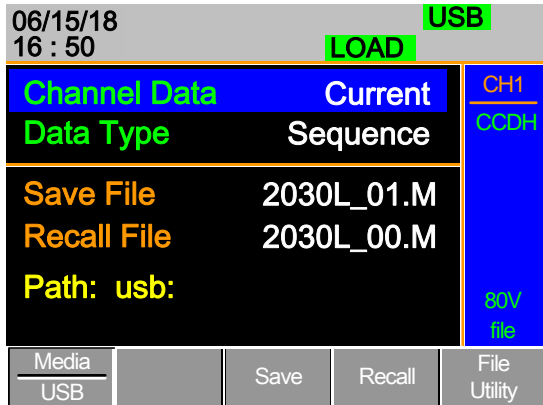 06/15/18 USB
16 : 50 LOAD
Channel Data Current
Data Type Sequence
Save File 2030L_01.M
Recall File 2030L_00.M
Path: usb:
CH1
CCDH
80V
file
Media
USB
Save
Recall
File
Utility